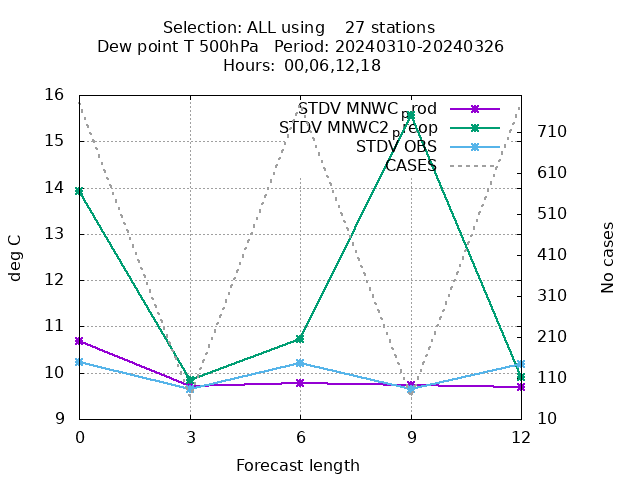 Selection: ALL using    27 stations
Dew point T 500hPa   Period: 20240310-20240326
Hours:  00,06,12,18
STDV MNWC_prod
STDV MNWC2_preop
STDV OBS
CASES
deg C
16
15
14
13
12
11
10
9
710
610
510
410
310
210
110
10
No cases
0 3 6 9 12
Forecast length